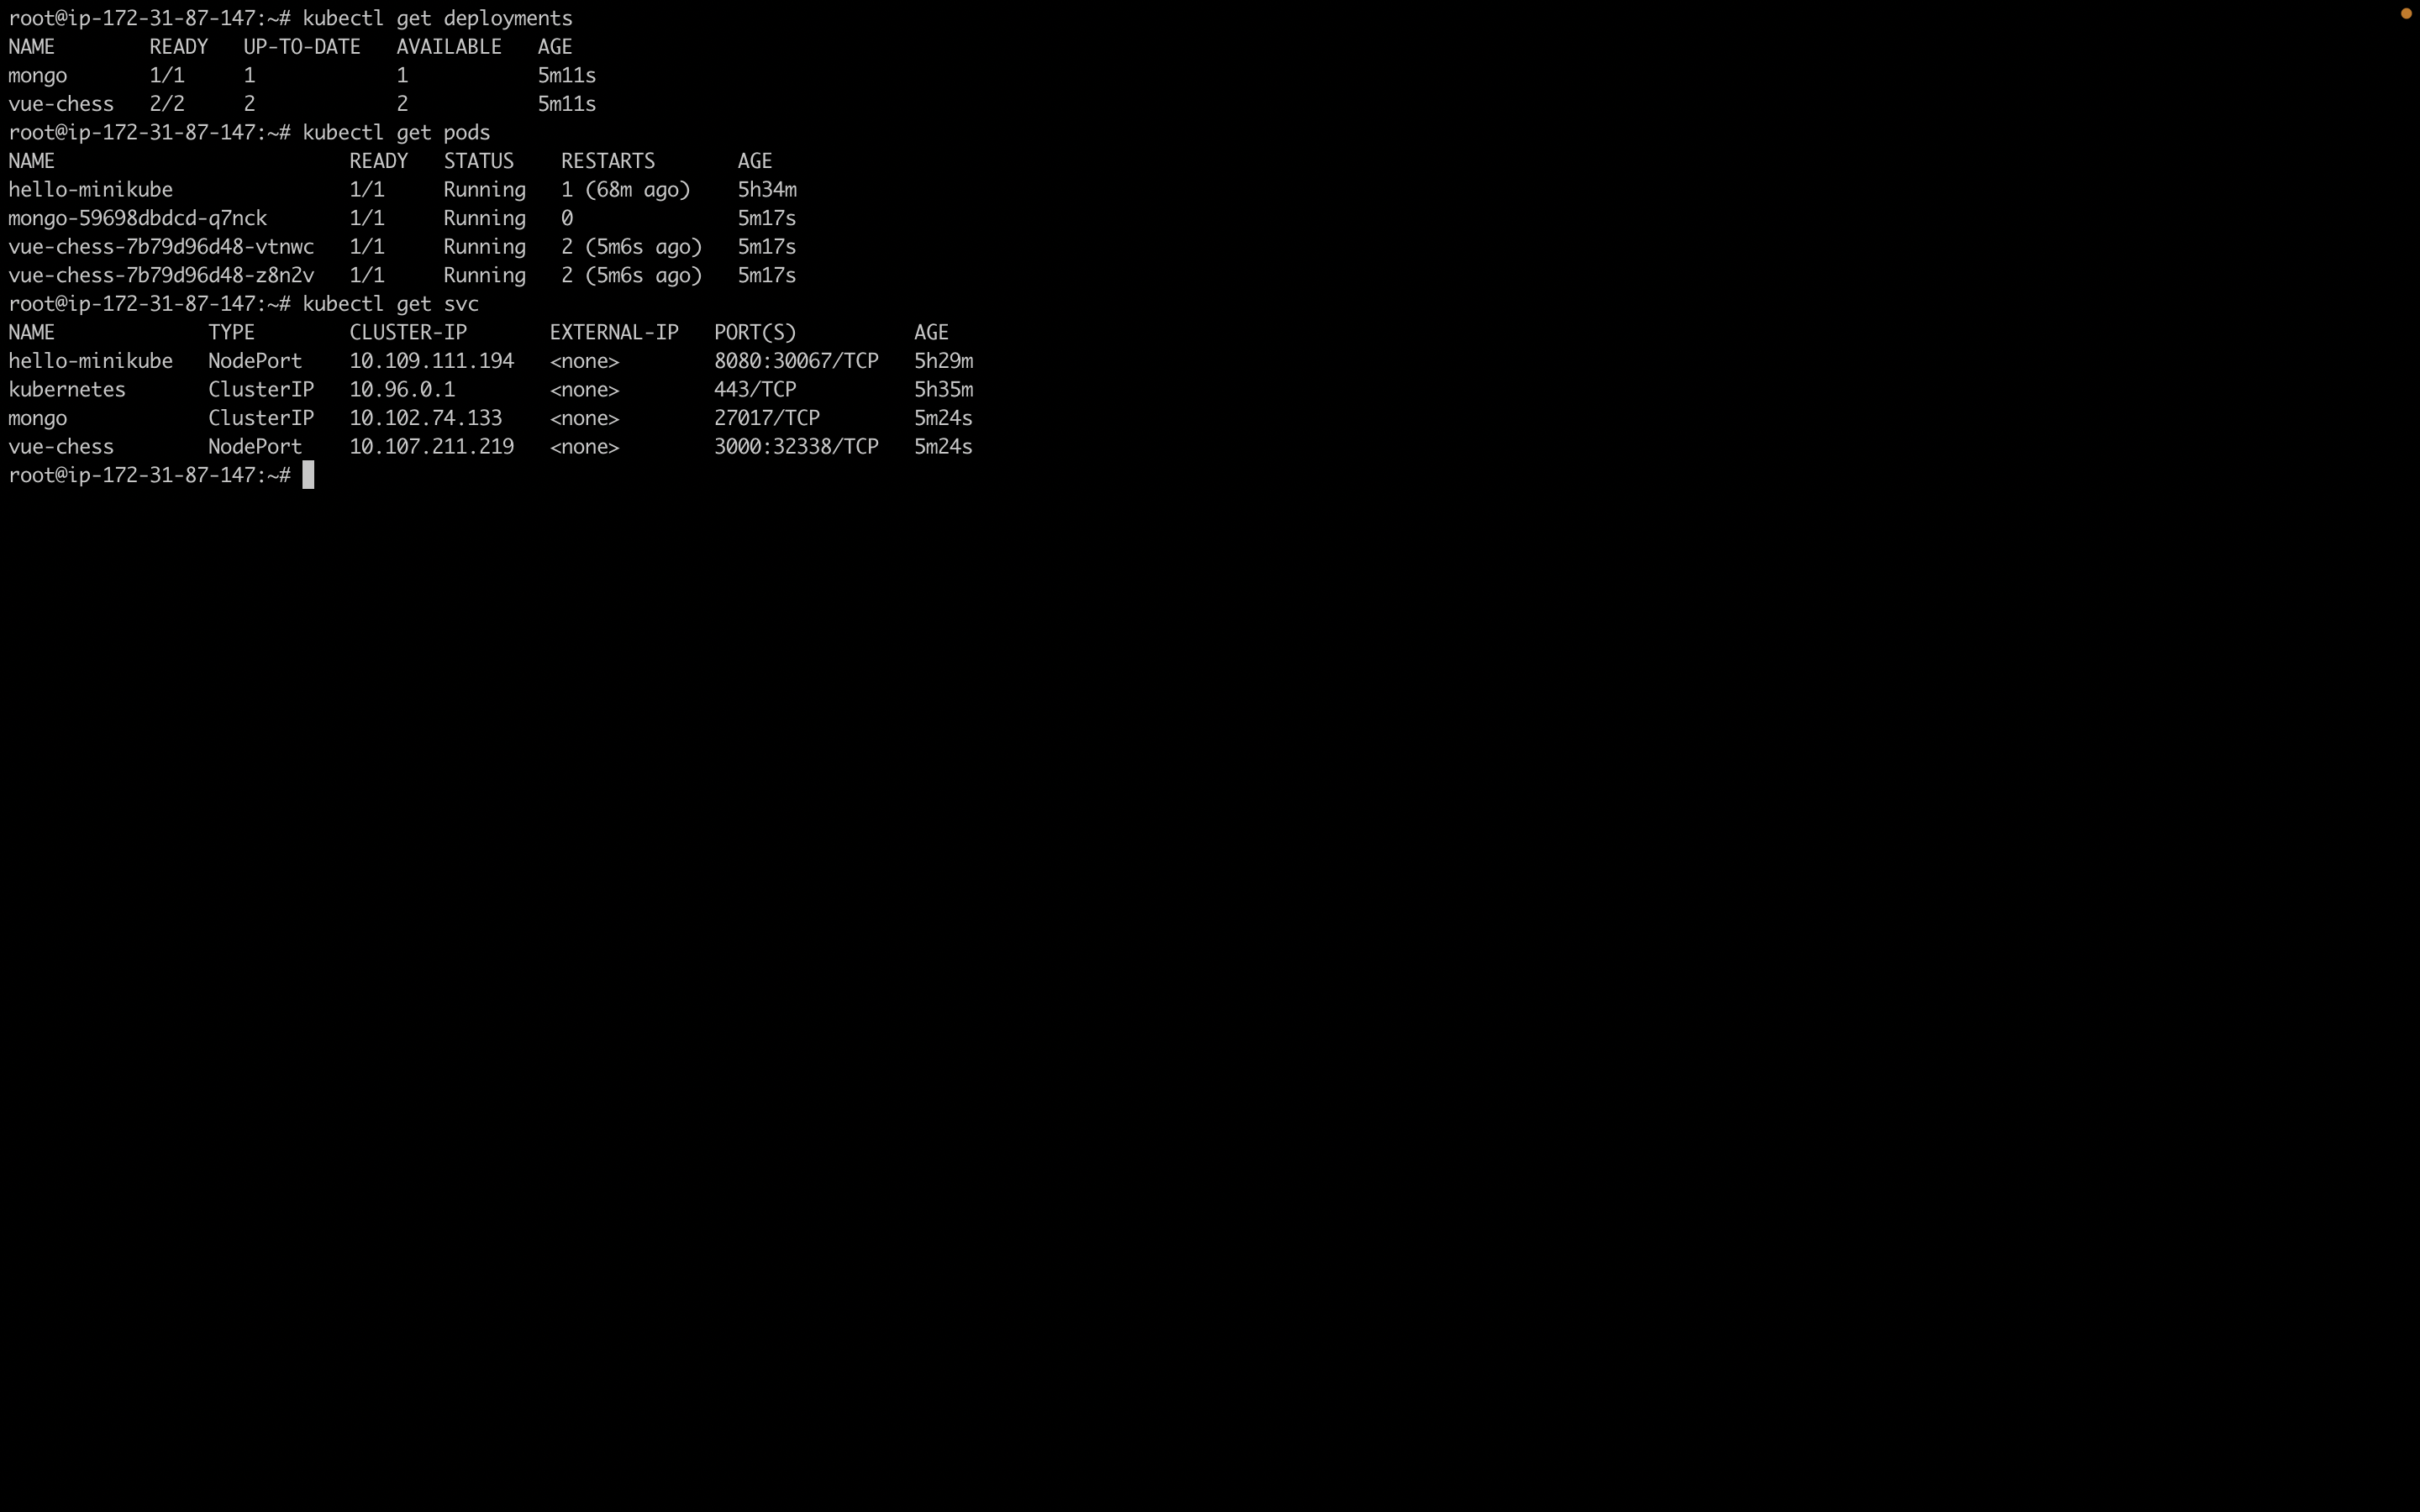 root@ip-172-31-87-147:~# kubectl get deployments
NAME        READY   UP-TO-DATE   AVAILABLE   AGE
mongo       1/1     1            1           5m11s
vue-chess   2/2     2            2           5m11s
root@ip-172-31-87-147:~# kubectl get pods
NAME                         READY   STATUS    RESTARTS       AGE
hello-minikube               1/1     Running   1 (68m ago)    5h34m
mongo-59698dbdcd-q7nck       1/1     Running   0              5m17s
vue-chess-7b79d96d48-vtnwc   1/1     Running   2 (5m6s ago)   5m17s
vue-chess-7b79d96d48-z8n2v   1/1     Running   2 (5m6s ago)   5m17s
root@ip-172-31-87-147:~# kubectl get svc
NAME             TYPE        CLUSTER-IP       EXTERNAL-IP   PORT(S)          AGE
hello-minikube   NodePort    10.109.111.194   <none>        8080:30067/TCP   5h29m
kubernetes       ClusterIP   10.96.0.1        <none>        443/TCP          5h35m
mongo            ClusterIP   10.102.74.133    <none>        27017/TCP        5m24s
vue-chess        NodePort    10.107.211.219   <none>        3000:32338/TCP   5m24s
root@ip-172-31-87-147:~#